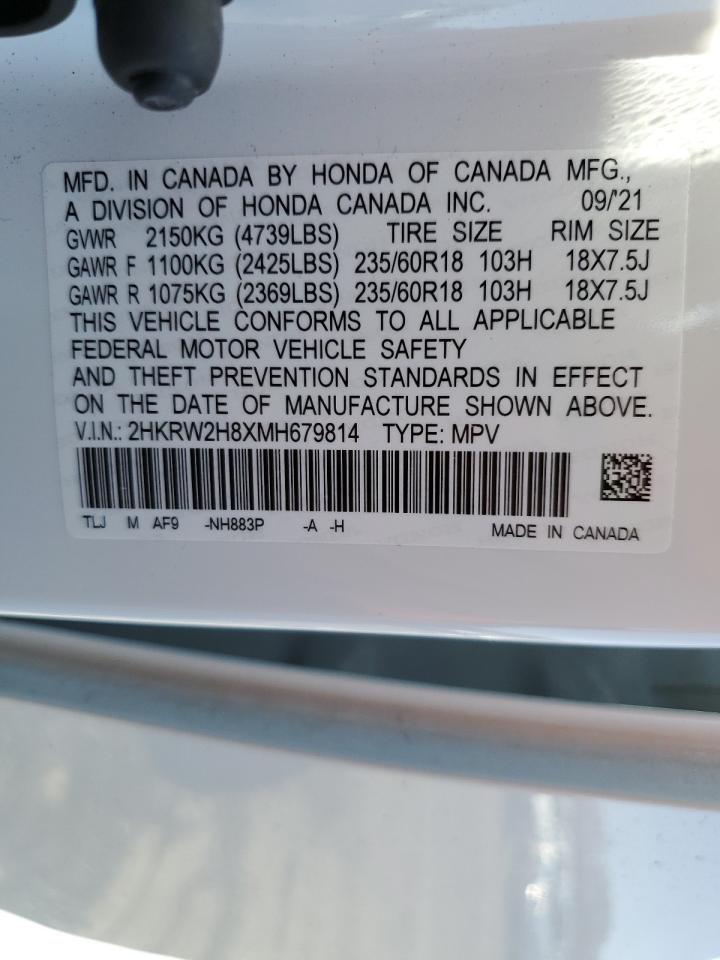 MFD. IN CANADA BY HONDA OF CANADA MFG.,
A DIVISION OF HONDA CANADA INC. 09/'21
GVWR 2150KG (4739LBS) TIRE SIZE RIM SIZE
GAWR F 1100KG (2425LBS) 235/60R18 103H 18X7.5J
GAWR R 1075KG (2369LBS) 235/60R18 103H 18X7.5J
THIS VEHICLE CONFORMS TO ALL APPLICABLE
FEDERAL MOTOR VEHICLE SAFETY
AND THEFT PREVENTION STANDARDS IN EFFECT
ON THE DATE OF MANUFACTURE SHOWN ABOVE.
V.I.N.: 2HKRW2H8XMH679814 TYPE: MPV
TLJ M AF9 -NH883P -A -H MADE IN CANADA